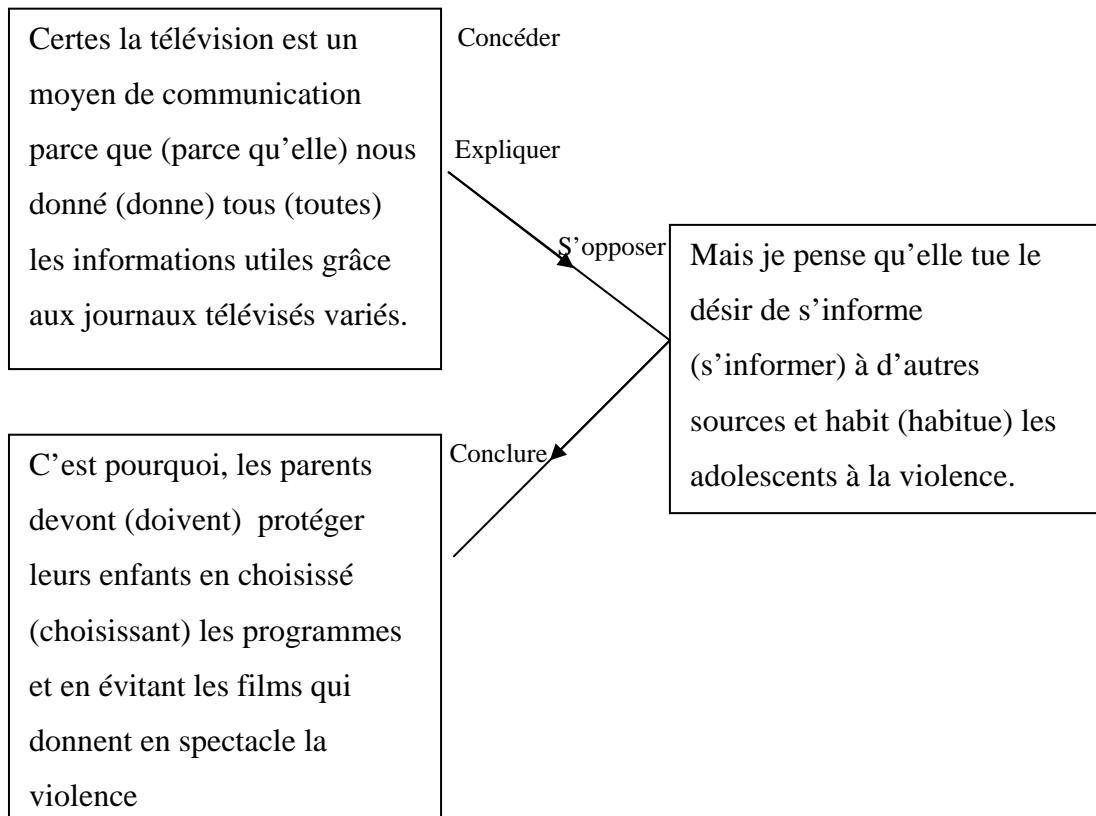 Certes la télévision est un
moyen de communication
parce que (parce qu’elle) nous
donné (donne) tous (toutes)
les informations utiles grâce
aux journaux télévisés variés.
Concéder
Expliquer
S’opposer
Mais je pense qu’elle tue le
désir de s’informe
(s’informer) à d’autres
sources et habit (habitue) les
adolescents à la violence.
Conclure
C’est pourquoi, les parents
devont (doivent) protéger
leurs enfants en choisissé
(choisissant) les programmes
et en évitant les films qui
donnent en spectacle la
violence